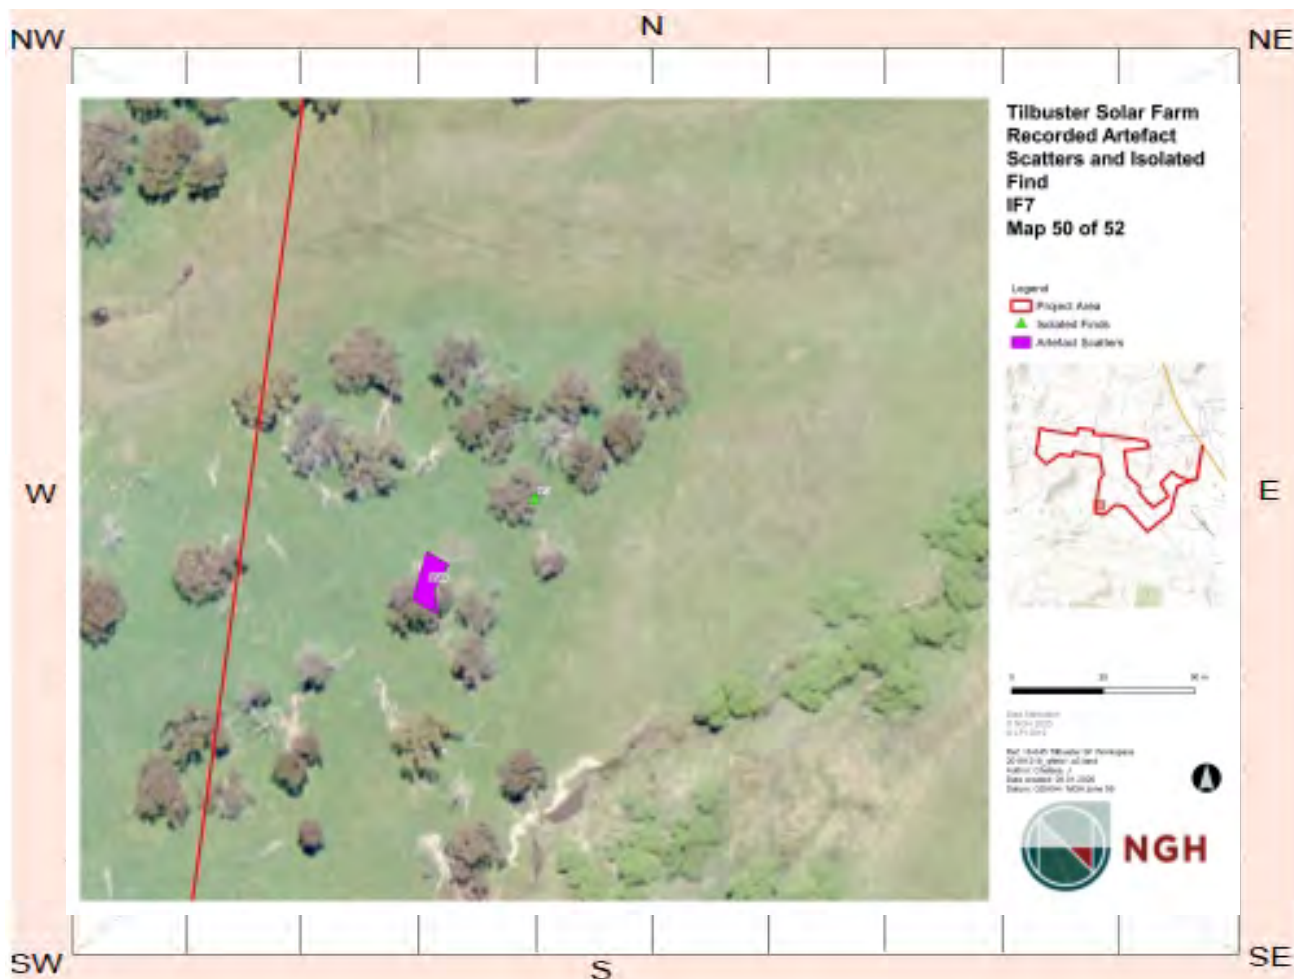 N
NW
NE
Tilbuster Solar Farm
Recorded Artefact
Scatters and Isolated
Find
IF7
Map 50 of 52
Legend
Project Area
Isolated Finds
Artefact Scatters
W
E
NGH
SW
S
SE